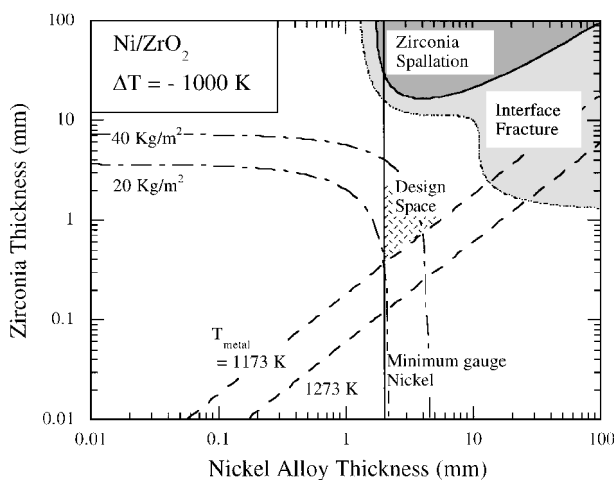 Ni/ZrO2
ΔT = - 1000 K
Zirconia
Spallation
Interface
Fracture
40 Kg/m2
20 Kg/m2
Design
Space
T metal
= 1173 K
1273 K
Minimum gauge
Nickel
Zirconia Thickness (mm)
100
10
1
0.1
0.01
0.01
0.1
1
10
100
Nickel Alloy Thickness (mm)